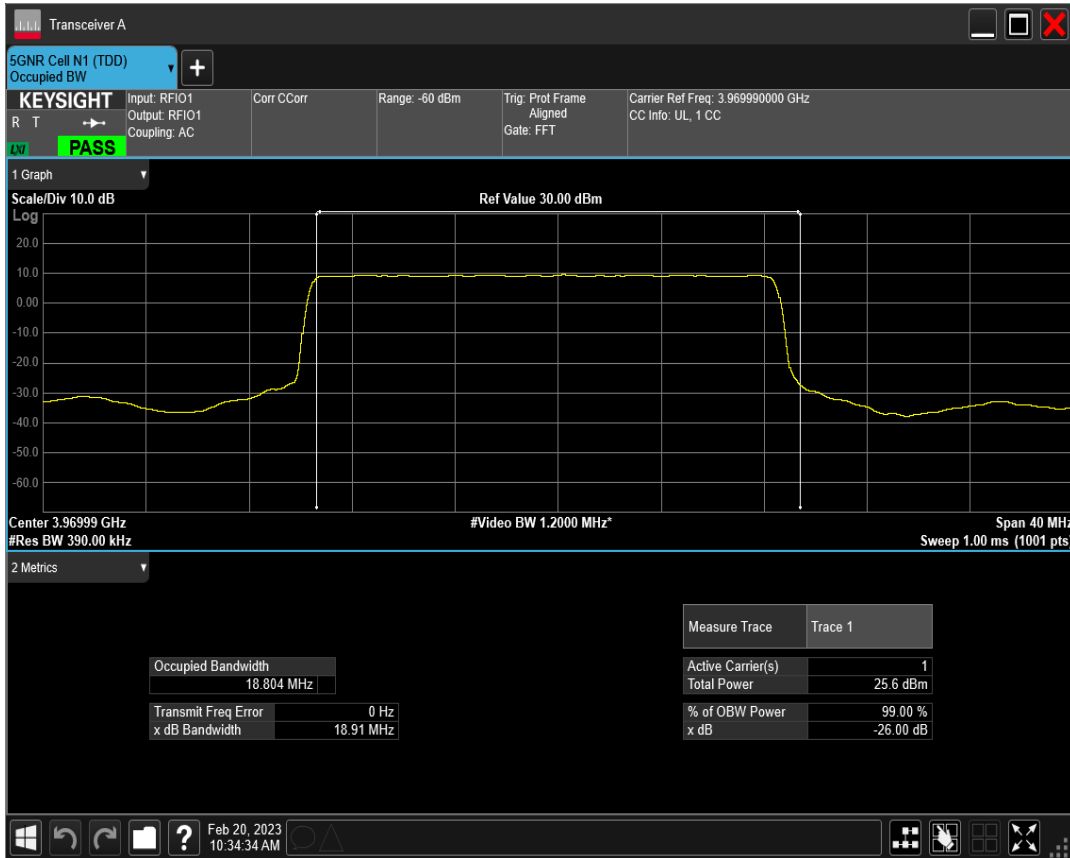 Transceiver A
5GNR Cell N1 (TDD)
Occupied BW
+
KEYSIGHT
R T
LXI
PASS
Input: RFIO1
Output: RFIO1
Coupling: AC
Corr CCorr
Range: -60 dBm
Trig: Prot Frame
Aligned
Gate: FFT
Carrier Ref Freq: 3.969990000 GHz
CC Info: UL, 1 CC
1 Graph
Scale/Div 10.0 dB
Ref Value 30.00 dBm
Log
20.0
10.0
0.00
-10.0
-20.0
-30.0
-40.0
-50.0
-60.0
Center 3.96999 GHz
#Video BW 1.2000 MHz*
Span 40 MHz
#Res BW 390.00 kHz
Sweep 1.00 ms (1001 pts)
2 Metrics
Measure Trace Trace 1
Occupied Bandwidth
18.804 MHz
Transmit Freq Error 0 Hz
x dB Bandwidth 18.91 MHz
Active Carrier(s) 1
Total Power 25.6 dBm
% of OBW Power 99.00 %
x dB -26.00 dB
?
Feb 20, 2023
10:34:34 AM